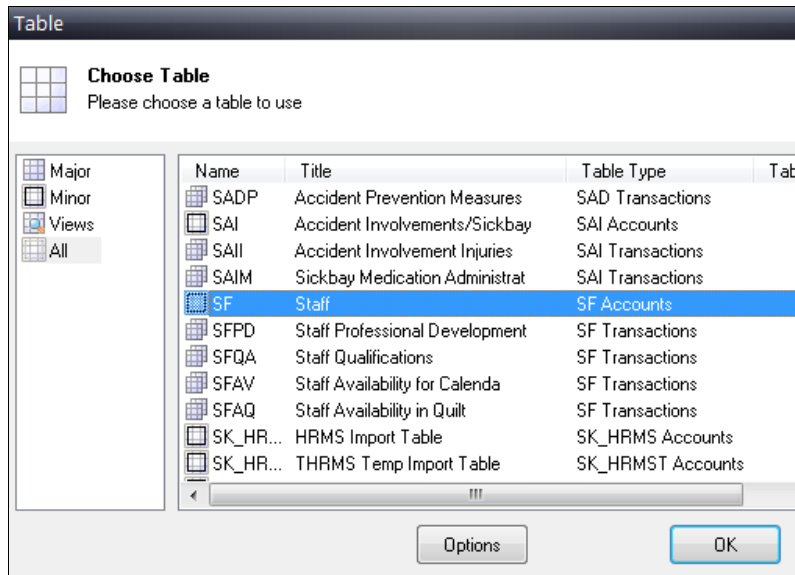 Table
Choose Table
Please choose a table to use
Major
Minor
Views
All
Name Title Table Type Tab
SADP Accident Prevention Measures SAD Transactions
SAI Accident Involvements/Sickbay SAI Accounts
SAII Accident Involvement Injuries SAI Transactions
SAIM Sickbay Medication Administrat SAI Transactions
SF Staff SF Accounts
SFPD Staff Professional Development SF Transactions
SFQA Staff Qualifications SF Transactions
SFAV Staff Availability for Calenda SF Transactions
SFAQ Staff Availability in Quilt SF Transactions
SK_HR... HRMS Import Table SK_HRMS Accounts
SK_HR... THRMS Temp Import Table SK_HRMST Accounts
Options OK